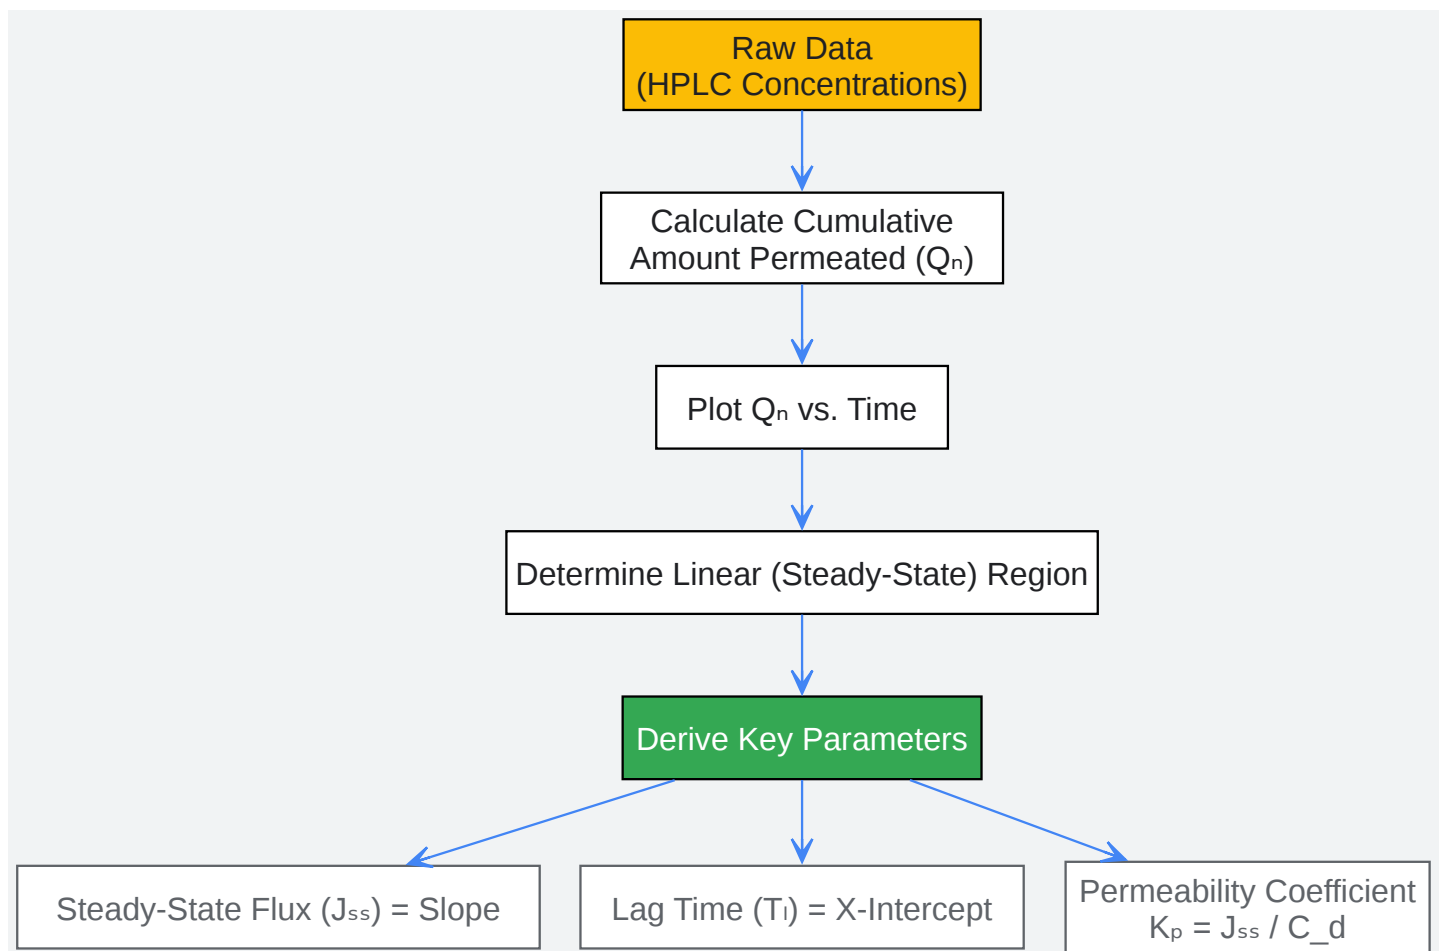 Raw Data
(HPLC Concentrations)
Calculate Cumulative
Amount Permeated (Qₙ)
Plot Qₙ vs. Time
Determine Linear (Steady-State) Region
Derive Key Parameters
Steady-State Flux (Jₛₛ) = Slope
Lag Time (Tₗ) = X-Intercept
Permeability Coefficient
Kₚ = Jₛₛ / C_d